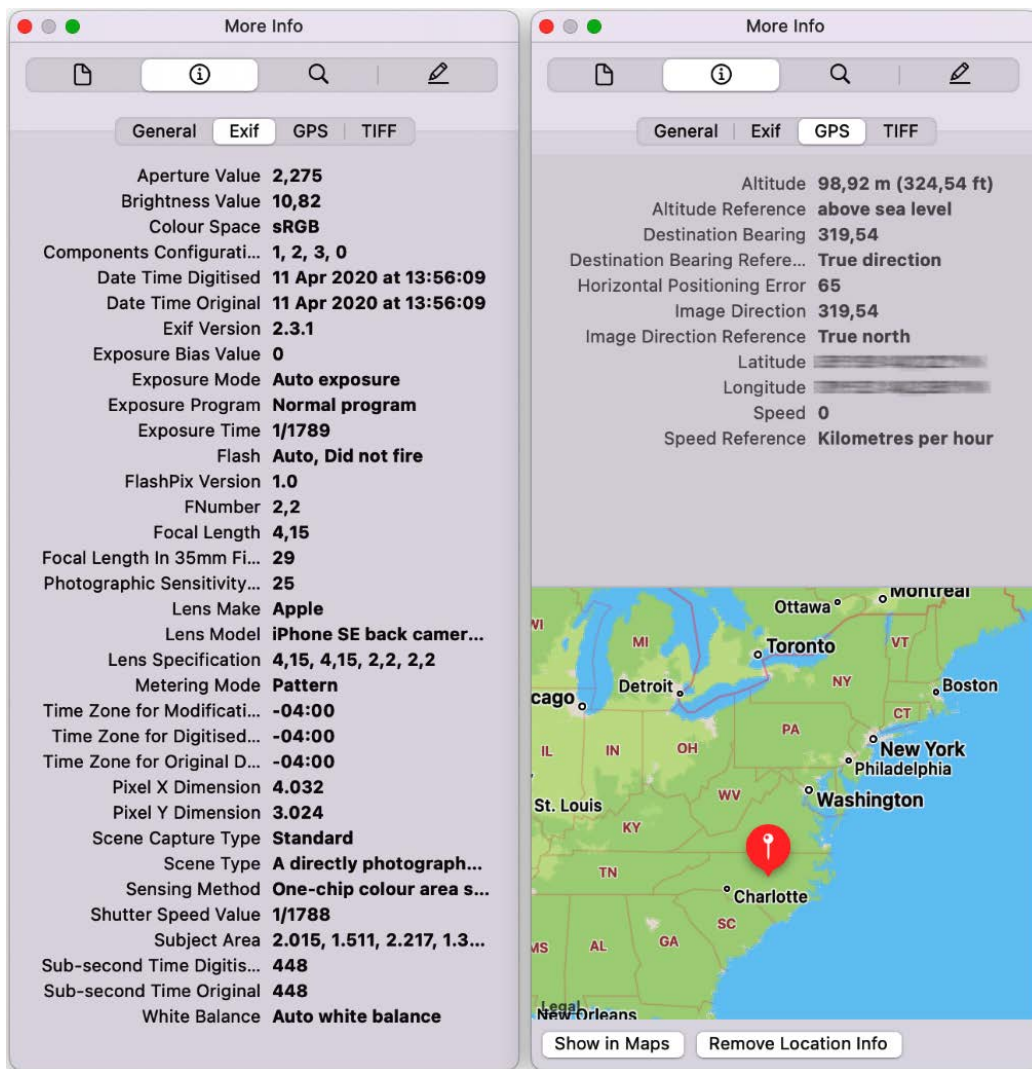 More Info
General Exif GPS TIFF
Aperture Value 2,275
Brightness Value 10,82
Colour Space sRGB
Components Configurati... 1, 2, 3, 0
Date Time Digitised 11 Apr 2020 at 13:56:09
Date Time Original 11 Apr 2020 at 13:56:09
Exif Version 2.3.1
Exposure Bias Value 0
Exposure Mode Auto exposure
Exposure Program Normal program
Exposure Time 1/1789
Flash Auto, Did not fire
FlashPix Version 1.0
FNumber 2,2
Focal Length 4,15
Focal Length In 35mm Fi... 29
Photographic Sensitivity... 25
Lens Make Apple
Lens Model iPhone SE back camer...
Lens Specification 4,15, 4,15, 2,2, 2,2
Metering Mode Pattern
Time Zone for Modificati... -04:00
Time Zone for Digitised... -04:00
Time Zone for Original D... -04:00
Pixel X Dimension 4.032
Pixel Y Dimension 3.024
Scene Capture Type Standard
Scene Type A directly photograph...
Sensing Method One-chip colour area s...
Shutter Speed Value 1/1788
Subject Area 2.015, 1.511, 2.217, 1.3...
Sub-second Time Digitis... 448
Sub-second Time Original 448
White Balance Auto white balance
More Info
General Exif GPS TIFF
Altitude 98,92 m (324,54 ft)
Altitude Reference above sea level
Destination Bearing 319,54
Destination Bearing Refere... True direction
Horizontal Positioning Error 65
Image Direction 319,54
Image Direction Reference True north
Latitude
Longitude
Speed 0
Speed Reference Kilometres per hour
Montreal
Ottawa
WI
MI
Toronto
VT
NY
Detroit
Boston
cago
CT
PA
IL
IN
OH
New York
Philadelphia
WV
Washington
St. Louis
KY
TN
Charlotte
SC
MS
AL
GA
Legal
New Orleans
Show in Maps Remove Location Info